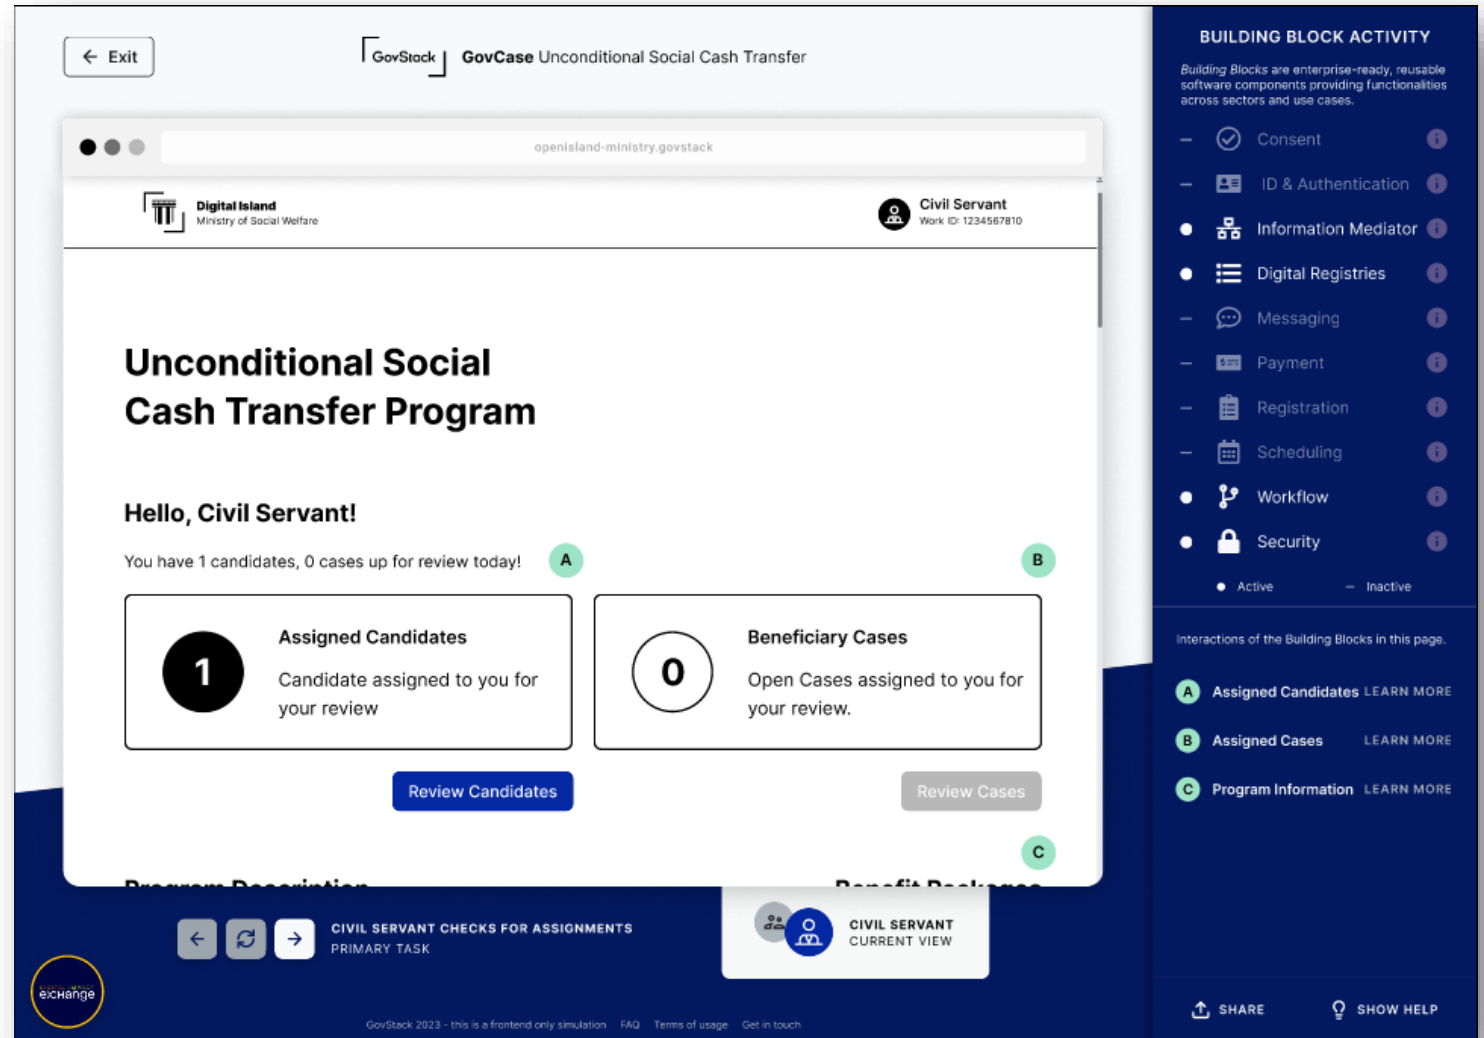 Exit
GovStack
GovCase Unconditional Social Cash Transfer
openisland-ministry.govstack
Digital Island
Ministry of Social Welfare
Civil Servant
Work ID: 1234567810
Unconditional Social
Cash Transfer Program
Hello, Civil Servant!
You have 1 candidates, 0 cases up for review today!
A
B
1
Assigned Candidates
Candidate assigned to you for
your review
0
Beneficiary Cases
Open Cases assigned to you for
your review.
Review Candidates
Review Cases
C
Program Description
Benefit Packages
CIVIL SERVANT CHECKS FOR ASSIGNMENTS
PRIMARY TASK
CIVIL SERVANT
CURRENT VIEW
DIGITAL IMPACT
exchange
GovStack 2023 - this is a frontend only simulation FAQ Terms of usage Get in touch
BUILDING BLOCK ACTIVITY
Building Blocks are enterprise-ready, reusable
software components providing functionalities
across sectors and use cases.
Consent
ID & Authentication
Information Mediator
Digital Registries
Messaging
Payment
Registration
Scheduling
Workflow
Security
Active
Inactive
Interactions of the Building Blocks in this page.
A Assigned Candidates LEARN MORE
B Assigned Cases LEARN MORE
C Program Information LEARN MORE
SHARE
SHOW HELP